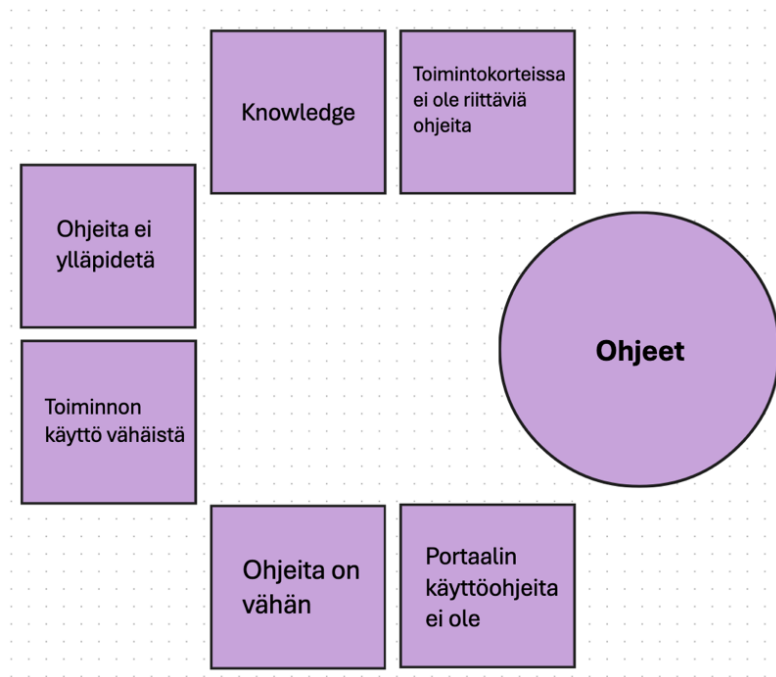 Knowledge
Toimintokorteissa
ei ole riittäviä
ohjeita
Ohjeita ei
ylläpidetä
Ohjeet
Toiminnon
käyttö vähäistä
Ohjeita on
vähän
Portaalin
käyttöohjeita
ei ole